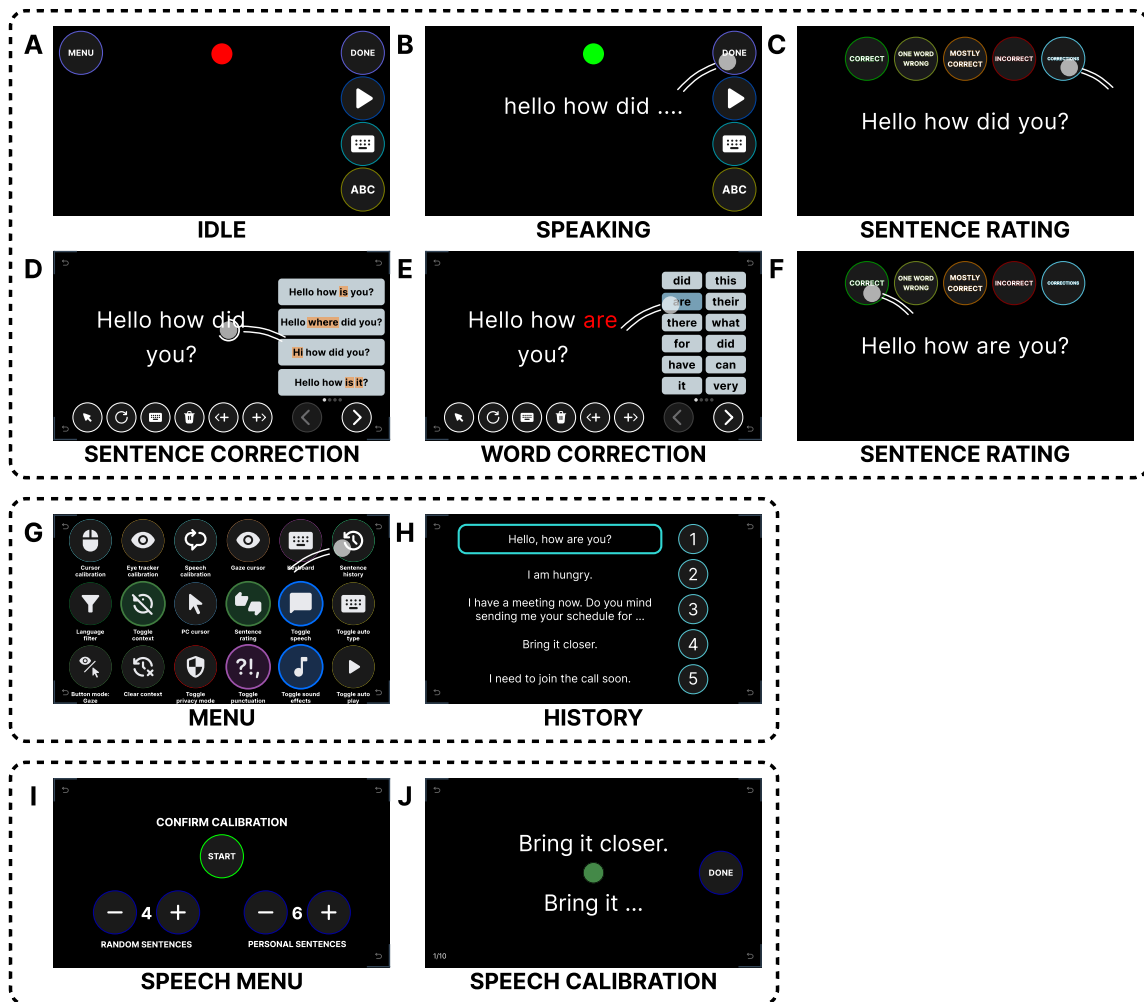 A
MENU
DONE
ABC
IDLE
B
DONE
hello how did ....
ABC
SPEAKING
C
CORRECT
ONE WORD
WRONG
MOSTLY
CORRECT
INCORRECT
CORRECTIONS
Hello how did you?
SENTENCE RATING
D
Hello how did
you?
Hello how is you?
Hello where did you?
Hi how did you?
Hello how is it?
SENTENCE CORRECTION
E
Hello how are
you?
did this
are their
there what
for did
have can
it very
WORD CORRECTION
F
CORRECT
ONE WORD
WRONG
MOSTLY
CORRECT
INCORRECT
CORRECTIONS
Hello how are you?
SENTENCE RATING
G
Cursor
calibration
Eye tracker
calibration
Speech
calibration
Gaze cursor
Keyboard
Sentence
history
Language
filter
Toggle
context
PC cursor
Sentence
rating
Toggle
speech
Toggle auto
type
Button mode:
Gaze
Clear context
Toggle
privacy mode
?!,
Toggle
punctuation
Toggle sound
effects
Toggle auto
play
MENU
H
Hello, how are you? 1
I am hungry. 2
I have a meeting now. Do you mind
sending me your schedule for ... 3
Bring it closer. 4
I need to join the call soon. 5
HISTORY
I
CONFIRM CALIBRATION
START
− 4 +
RANDOM SENTENCES
− 6 +
PERSONAL SENTENCES
SPEECH MENU
J
Bring it closer.
DONE
Bring it ...
1/10
SPEECH CALIBRATION